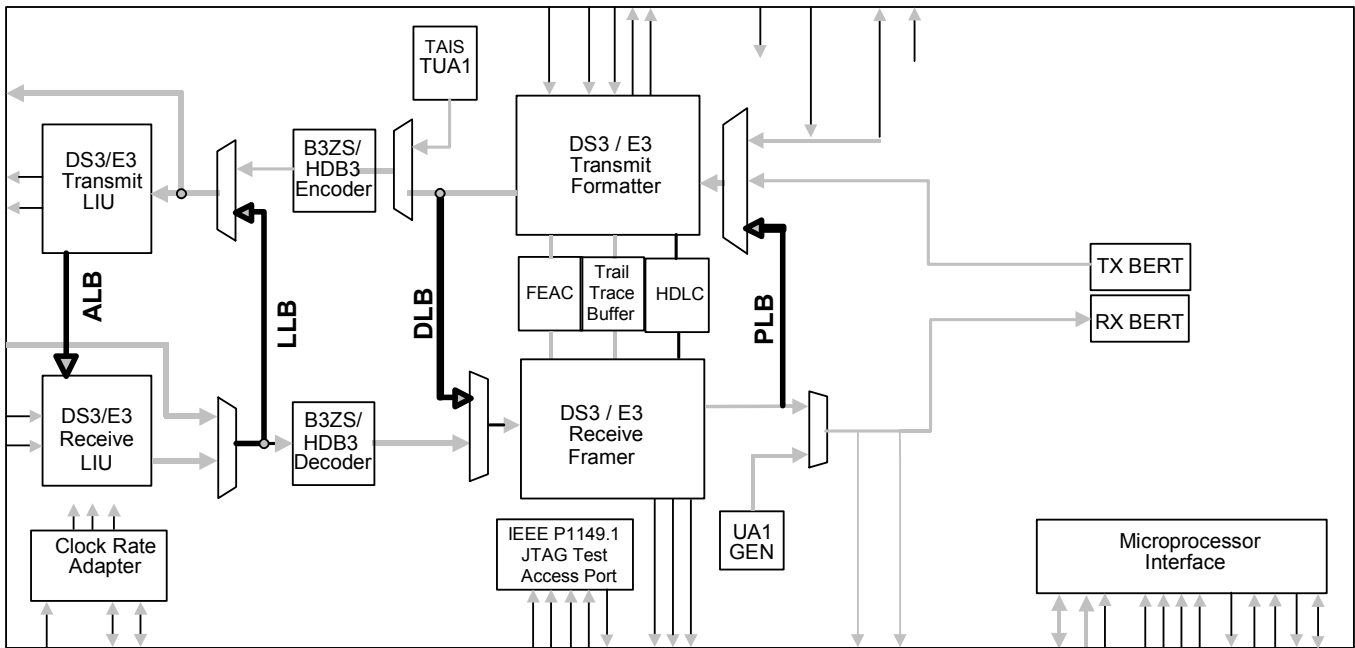 TAIS
TUA1
DS3/E3
Transmit
LIU
B3ZS/
HDB3
Encoder
DS3 / E3
Transmit
Formatter
ALB
LLB
DLB
FEAC
Trail
Trace
Buffer
HDLC
PLB
TX BERT
RX BERT
DS3/E3
Receive
LIU
B3ZS/
HDB3
Decoder
DS3 / E3
Receive
Framer
UA1
GEN
Clock Rate
Adapter
IEEE P1149.1
JTAG Test
Access Port
Microprocessor
Interface